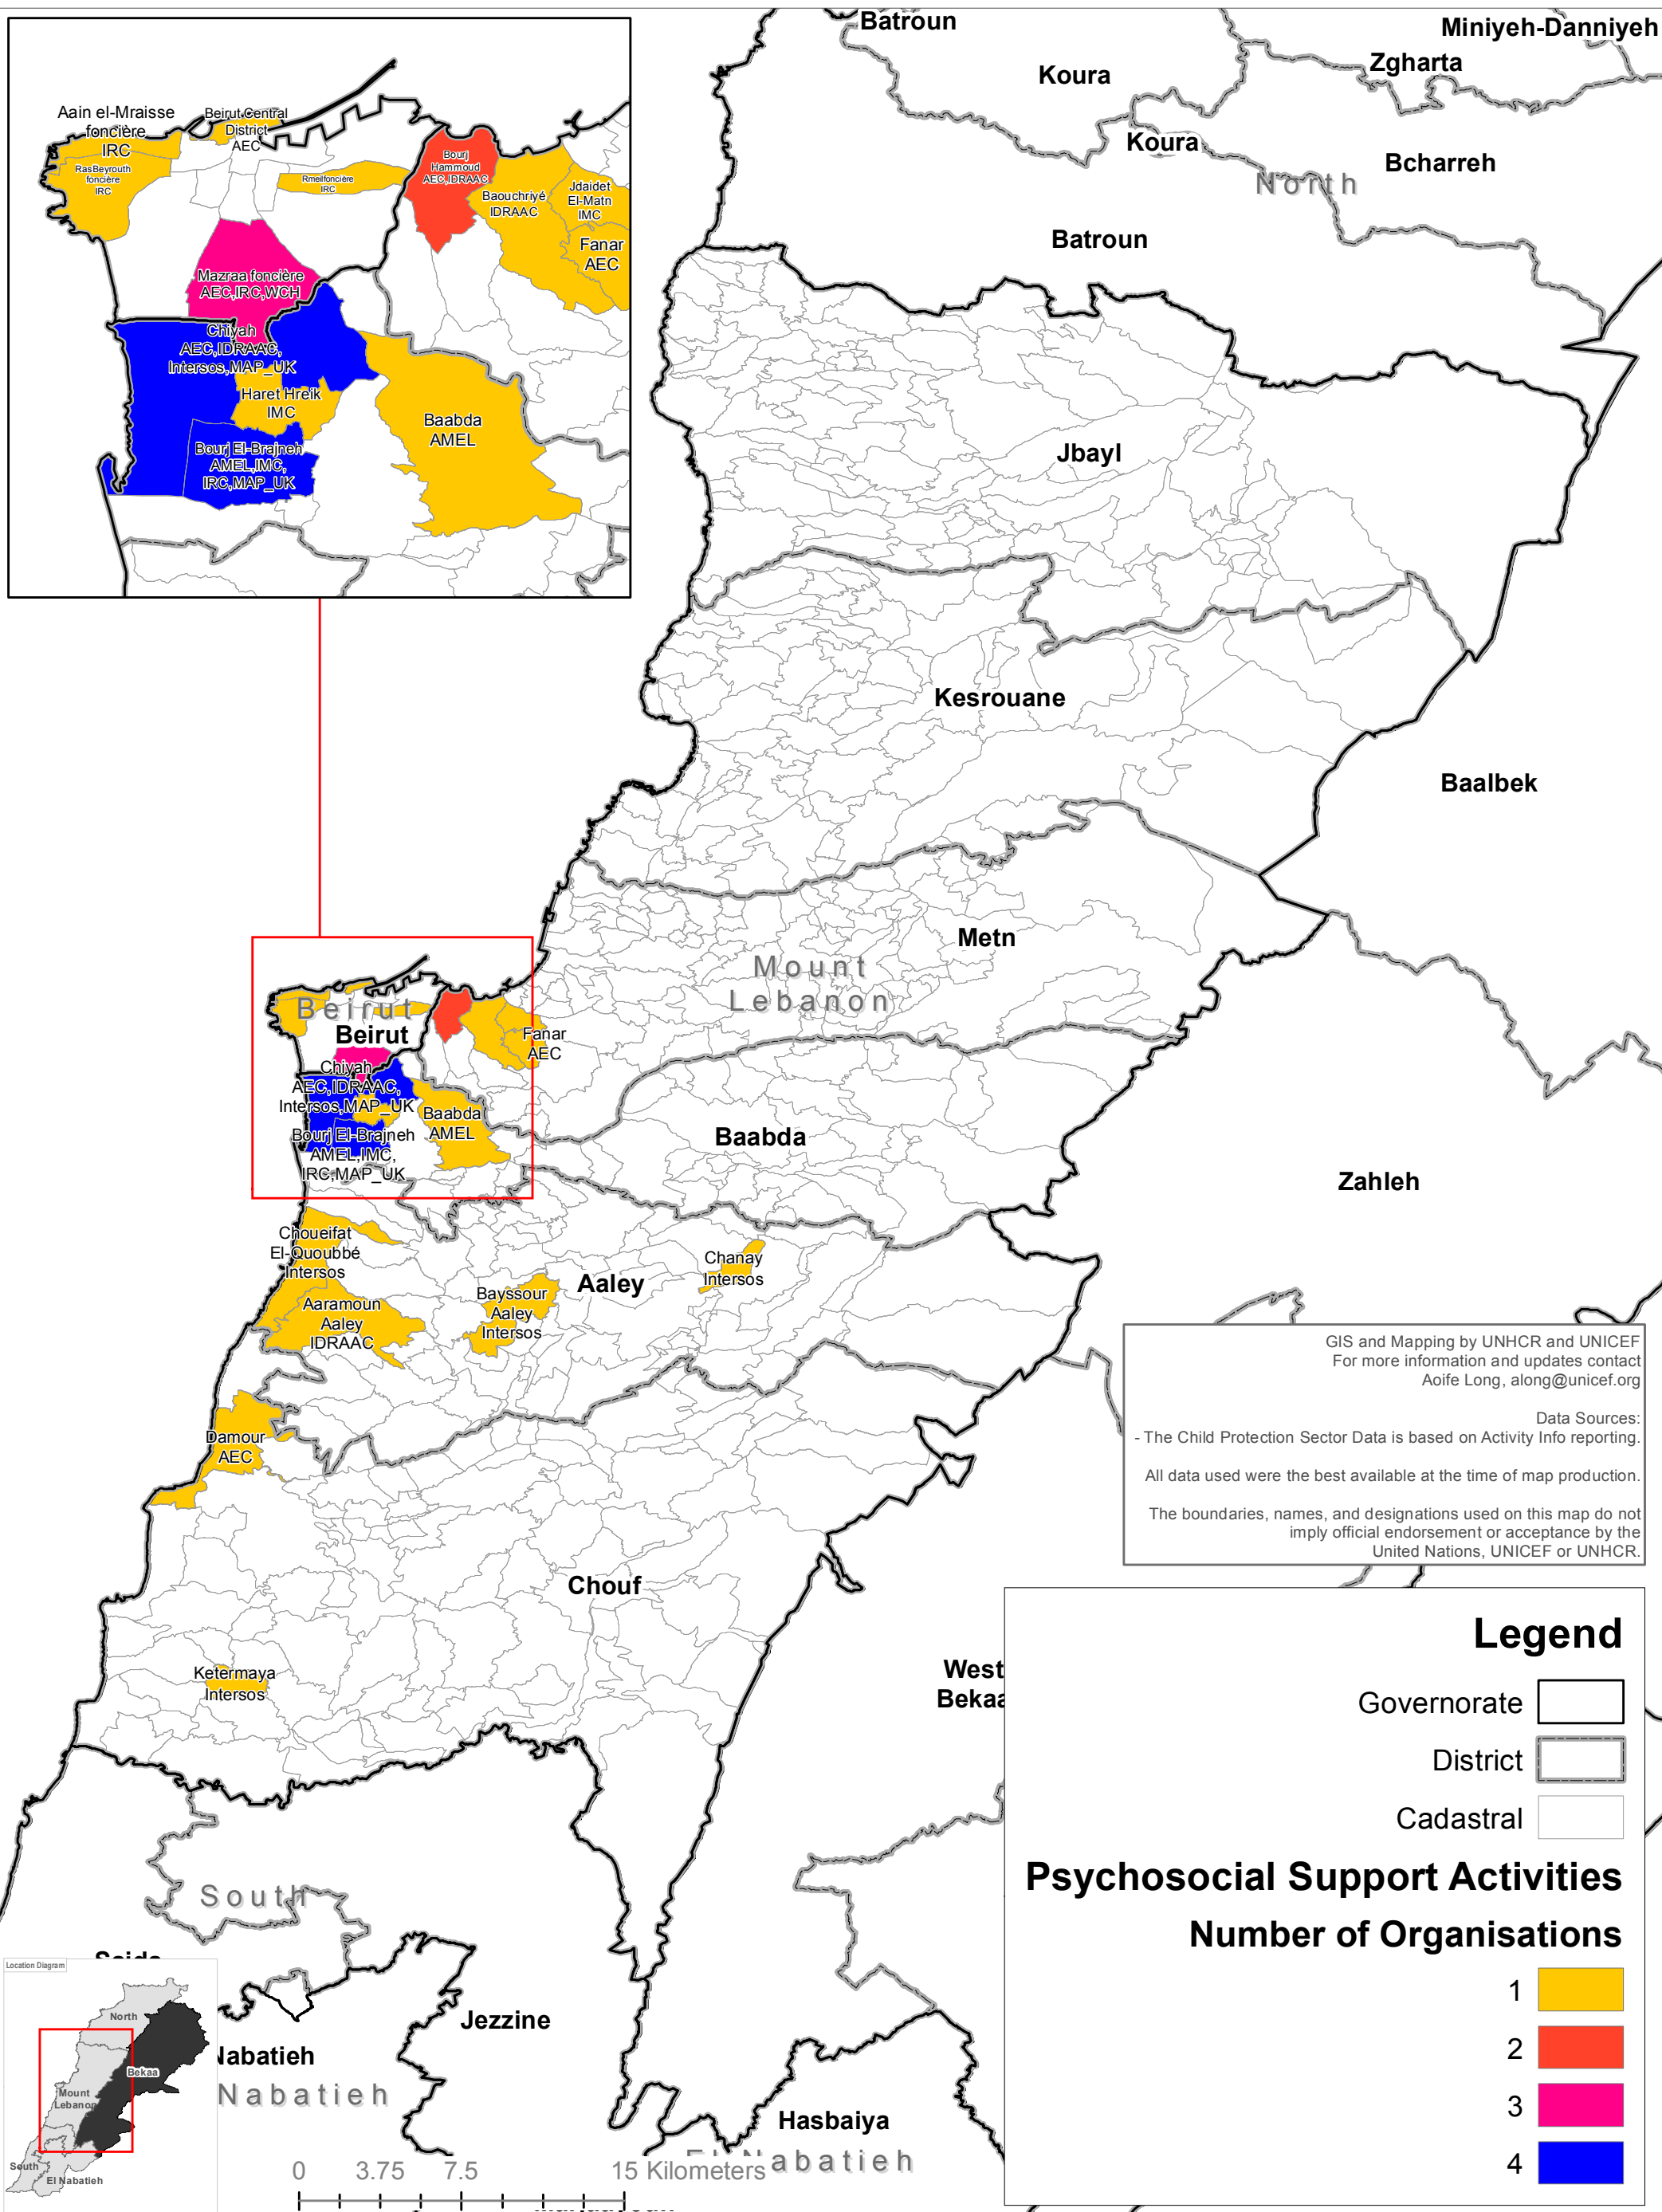 Batroun
Miniyeh-Danniyeh
Zgharta
Koura
Koura
Bcharreh
North
Batroun
Aain el-Mraisse
foncière
IRC
Beirut Central
District
AEC
RasBeyrouth
foncière
IRC
Rmeilfoncière
IRC
Bourj
Hammoud
AEC,IDRAAC
Baouchriyé
IDRAAC
Jdaidet
El-Matn
IMC
Fanar
AEC
Mazraa foncière
AEC,IRC,WCH
Chiyah
AEC,IDRAAC,
Intersos,MAP_UK
Haret Hreik
IMC
Baabda
AMEL
Bourj El-Brajneh
AMEL,IMC,
IRC,MAP_UK
Jbayl
Kesrouane
Baalbek
Metn
Mount
Lebanon
Beirut
Beirut
Fanar
AEC
Chiyah
AEC,IDRAAC,
Intersos,MAP_UK
Baabda
AMEL
Bourj El-Brajneh
AMEL,IMC,
IRC,MAP_UK
Baabda
Zahleh
Choueifat
El-Quoubbé
Intersos
Chanay
Intersos
Aaley
Bayssour
Aaley
Intersos
Aaramoun
Aaley
IDRAAC
Damour
AEC
GIS and Mapping by UNHCR and UNICEF
For more information and updates contact
Aoife Long, along@unicef.org
Data Sources:
- The Child Protection Sector Data is based on Activity Info reporting.
All data used were the best available at the time of map production.
The boundaries, names, and designations used on this map do not
imply official endorsement or acceptance by the
United Nations, UNICEF or UNHCR.
Chouf
Ketermaya
Intersos
West
Bekaa
Legend
Governorate
District
Cadastral
Psychosocial Support Activities
Number of Organisations
1
2
3
4
South
Saida
Jezzine
Nabatieh
Nabatieh
Hasbaiya
El Nabatieh
Location Diagram
North
Bekaa
Mount
Lebanon
South
El Nabatieh
0 3.75 7.5 15 Kilometers